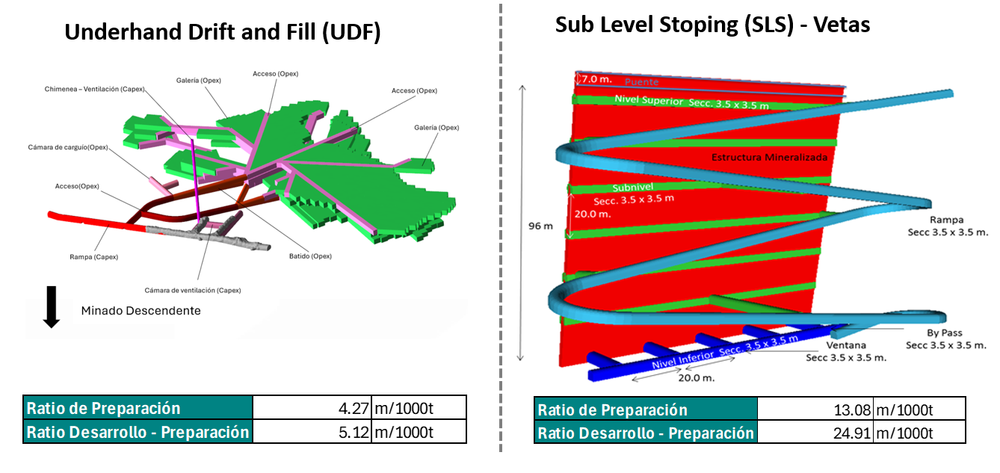 Underhand Drift and Fill (UDF)
Acceso (Opex)
Galería (Opex)
Chimenea – Ventilación (Capex)
Acceso (Opex)
Galería (Opex)
Cámara de carguío(Opex)
Acceso(Opex)
Rampa (Capex)
Batido (Opex)
Cámara de ventilación (Capex)
Minado Descendente
Ratio de Preparación 4.27 m/1000t
Ratio Desarrollo - Preparación 5.12 m/1000t
Sub Level Stoping (SLS) - Vetas
7.0 m.
Puente
Nivel Superior Secc. 3.5 x 3.5 m
Estructura Mineralizada
Subnivel
Secc. 3.5 x 3.5 m
20.0 m.
96 m
Rampa
Secc 3.5 x 3.5 m.
By Pass
Secc 3.5 x 3.5 m.
Ventana
Secc 3.5 x 3.5 m.
Nivel Inferior Secc. 3.5 x 3.5 m
20.0 m.
Ratio de Preparación 13.08 m/1000t
Ratio Desarrollo - Preparación 24.91 m/1000t